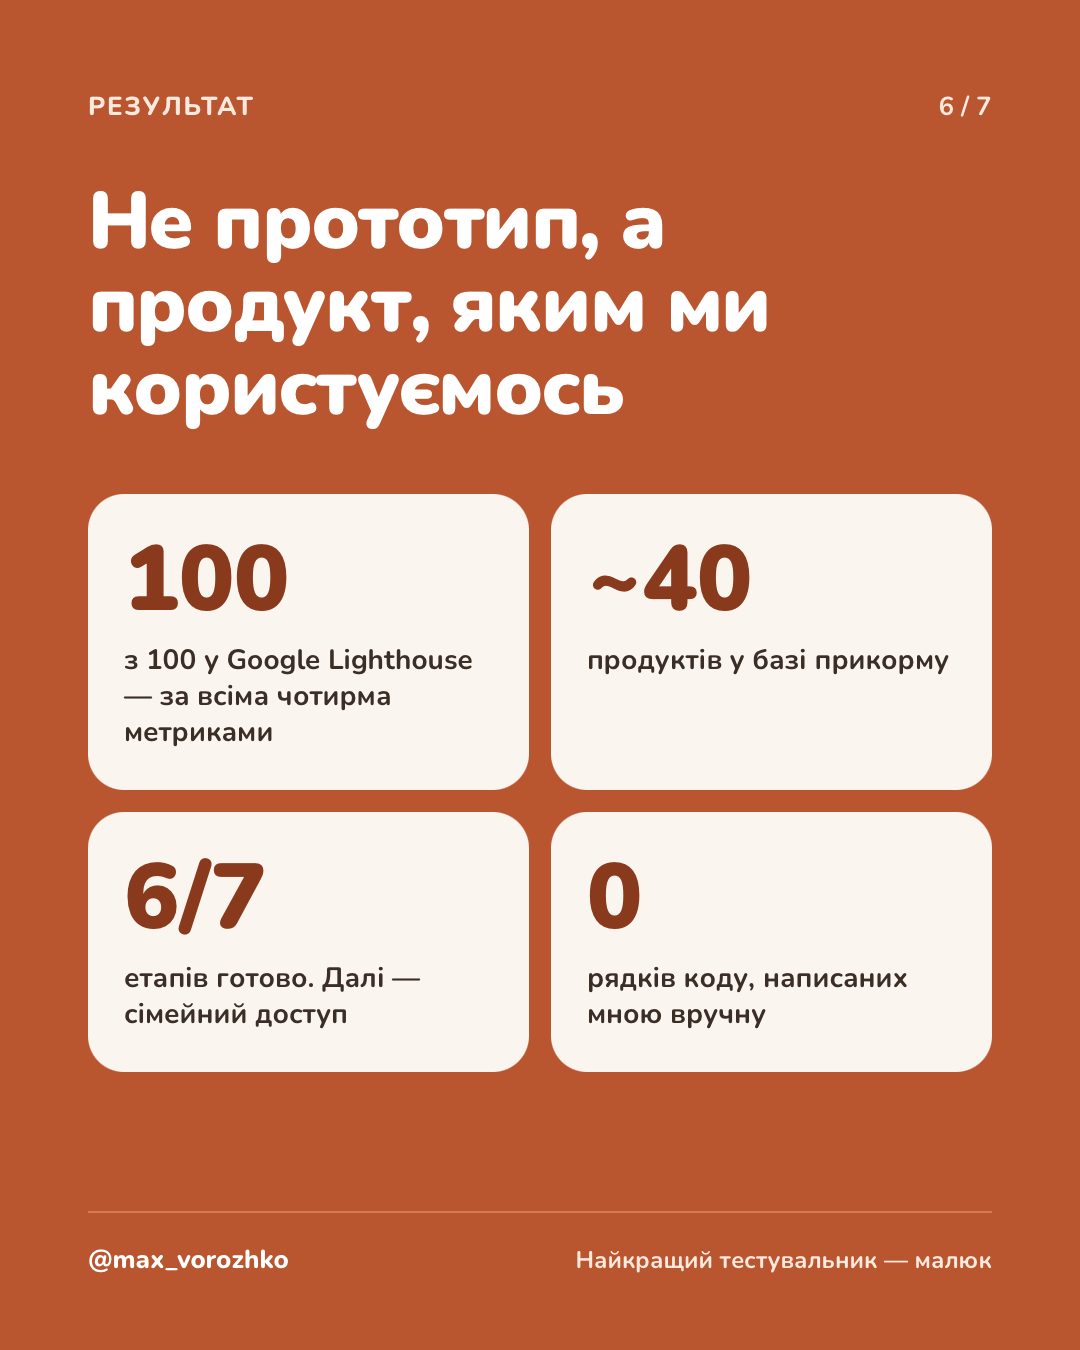 РЕЗУЛЬТАТ
6 / 7
Не прототип, а
продукт, яким ми
користуємось
100
з 100 у Google Lighthouse
— за всіма чотирма
метриками
~40
продуктів у базі прикорму
6/7
етапів готово. Далі —
сімейний доступ
0
рядків коду, написаних
мною вручну
@max_vorozhko
Найкращий тестувальник — малюк